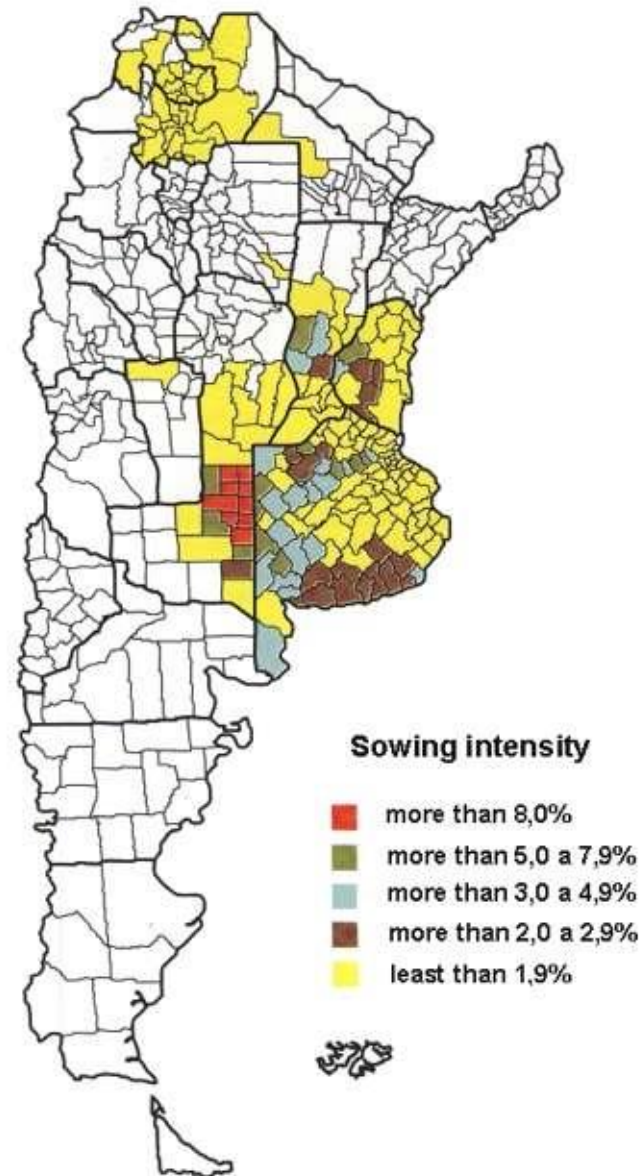 Sowing intensity
more than 8,0%
more than 5,0 a 7,9%
more than 3,0 a 4,9%
more than 2,0 a 2,9%
least than 1,9%